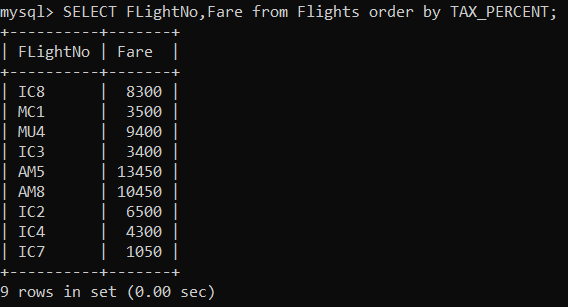 mysql> SELECT FLightNo,Fare from Flights order by TAX_PERCENT;
+----------+-------+
| FLightNo | Fare  |
+----------+-------+
| IC8      |  8300 |
| MC1      |  3500 |
| MU4      |  9400 |
| IC3      |  3400 |
| AM5      | 13450 |
| AM8      | 10450 |
| IC2      |  6500 |
| IC4      |  4300 |
| IC7      |  1050 |
+----------+-------+
9 rows in set (0.00 sec)